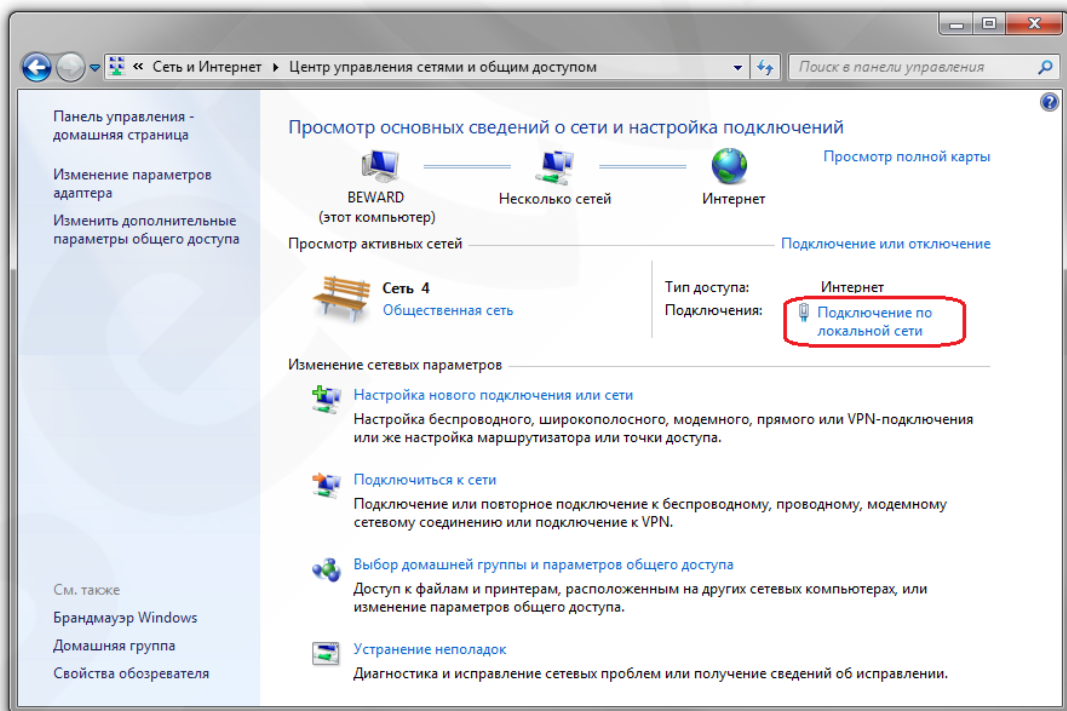 « Сеть и Интернет ▸ Центр управления сетями и общим доступом
Поиск в панели управления
Панель управления -
домашняя страница
Изменение параметров
адаптера
Изменить дополнительные
параметры общего доступа
Просмотр основных сведений о сети и настройка подключений
Просмотр полной карты
BEWARD
(этот компьютер)
Несколько сетей
Интернет
Просмотр активных сетей
Подключение или отключение
Сеть 4
Общественная сеть
Тип доступа: Интернет
Подключения: Подключение по
локальной сети
Изменение сетевых параметров
Настройка нового подключения или сети
Настройка беспроводного, широкополосного, модемного, прямого или VPN-подключения
или же настройка маршрутизатора или точки доступа.
Подключиться к сети
Подключение или повторное подключение к беспроводному, проводному, модемному
сетевому соединению или подключение к VPN.
Выбор домашней группы и параметров общего доступа
Доступ к файлам и принтерам, расположенным на других сетевых компьютерах, или
изменение параметров общего доступа.
Устранение неполадок
Диагностика и исправление сетевых проблем или получение сведений об исправлении.
См. также
Брандмауэр Windows
Домашняя группа
Свойства обозревателя